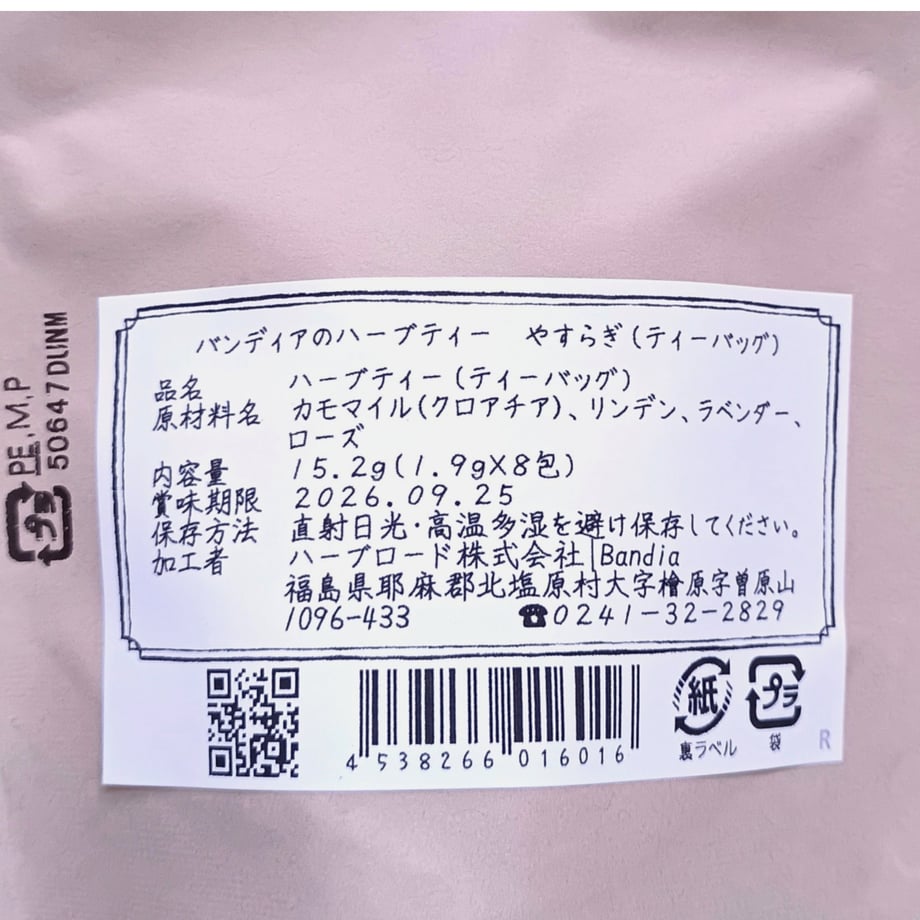 バンディアのハーブティー　やすらぎ(ティーバッグ)
品名　ハーブティー(ティーバッグ)
原材料名　カモマイル(クロアチア)、リンデン、ラベンダー、
ローズ
内容量　15.2g(1.9g×8包)
賞味期限　2026.09.25
保存方法　直射日光・高温多湿を避け保存してください。
加工者　ハーブロード株式会社|Bandia
福島県耶麻郡北塩原村大字檜原字曽原山
1096-433　☎0241-32-2829
4 538266 016016
紙
裏ラベル
プラ
袋
R
プラ
PE,M,P
50647 DUNM